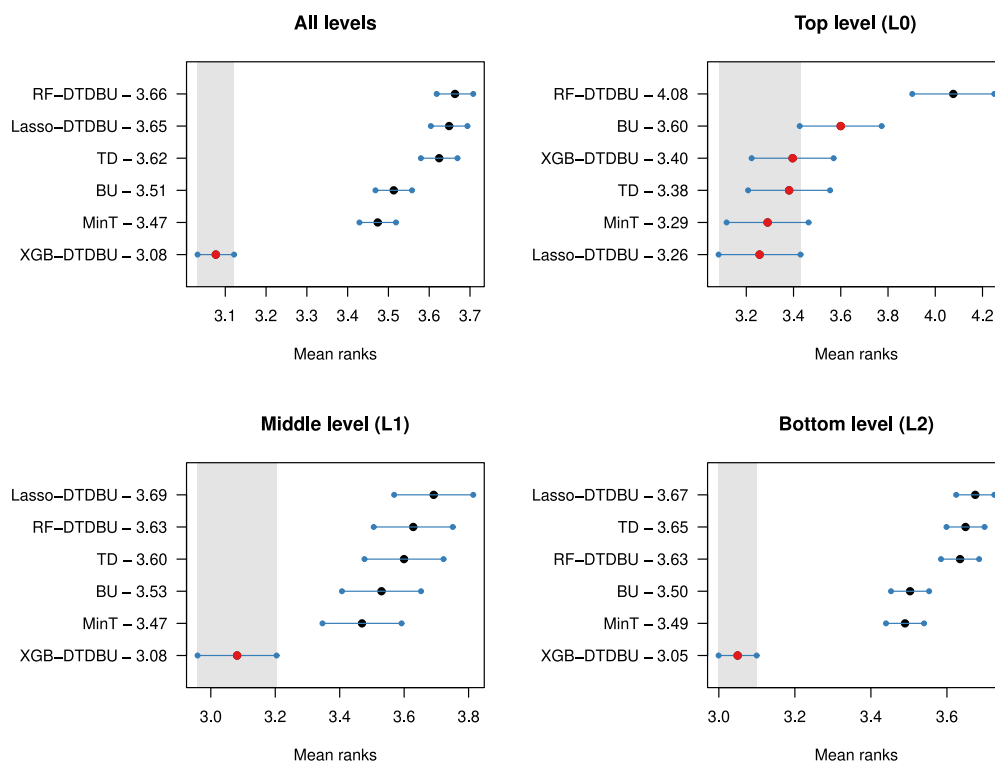 All levels
RF−DTDBU − 3.66
Lasso−DTDBU − 3.65
TD − 3.62
BU − 3.51
MinT − 3.47
XGB−DTDBU − 3.08
3.1 3.2 3.3 3.4 3.5 3.6 3.7
Mean ranks
Top level (L0)
RF−DTDBU − 4.08
BU − 3.60
XGB−DTDBU − 3.40
TD − 3.38
MinT − 3.29
Lasso−DTDBU − 3.26
3.2 3.4 3.6 3.8 4.0 4.2
Mean ranks
Middle level (L1)
Lasso−DTDBU − 3.69
RF−DTDBU − 3.63
TD − 3.60
BU − 3.53
MinT − 3.47
XGB−DTDBU − 3.08
3.0 3.2 3.4 3.6 3.8
Mean ranks
Bottom level (L2)
Lasso−DTDBU − 3.67
TD − 3.65
RF−DTDBU − 3.63
BU − 3.50
MinT − 3.49
XGB−DTDBU − 3.05
3.0 3.2 3.4 3.6
Mean ranks